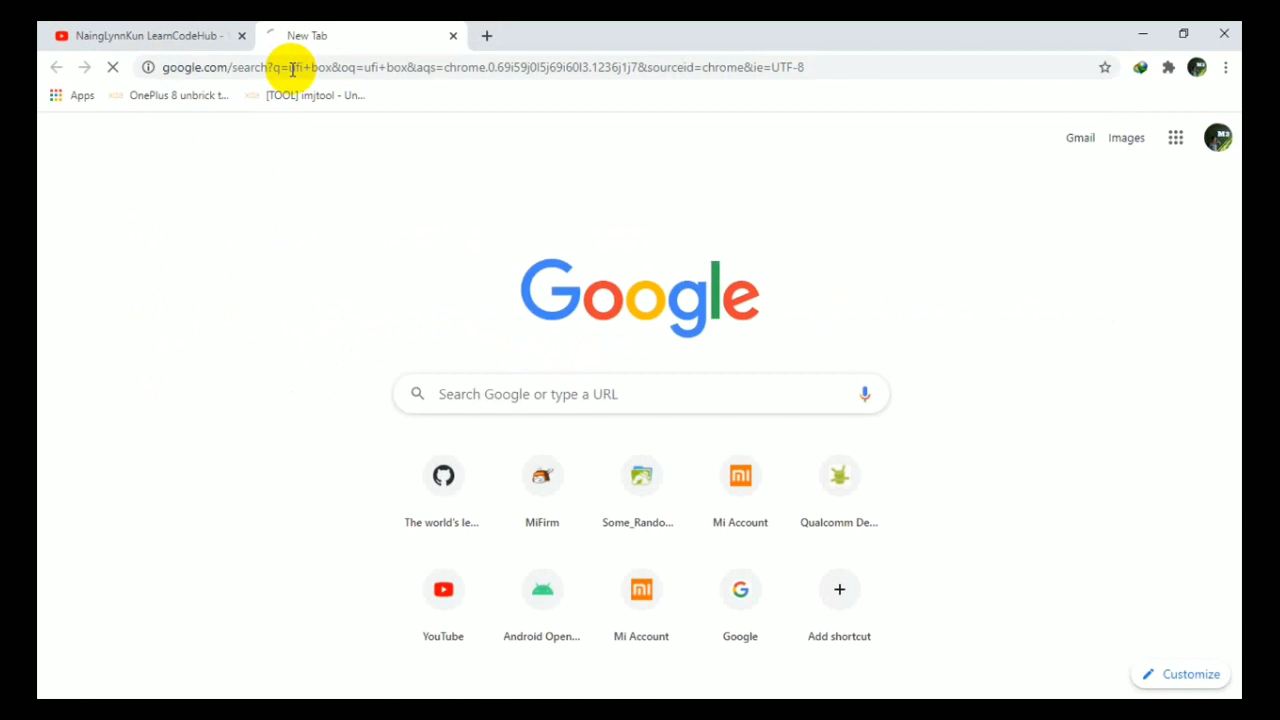 NaingLynnKun LearnCodeHub -
New Tab
google.com/search?q=ufi+box&oq=ufi+box&aqs=chrome.0.69i59j0l5j69i60l3.1236j1j7&sourceid=chrome&ie=UTF-8
Apps
OnePlus 8 unbrick t...
[TOOL] imjtool - Un...
Gmail
Images
Google
Search Google or type a URL
The world's le...
MiFirm
Some_Rando...
Mi Account
Qualcomm De...
YouTube
Android Open...
Mi Account
Google
Add shortcut
Customize